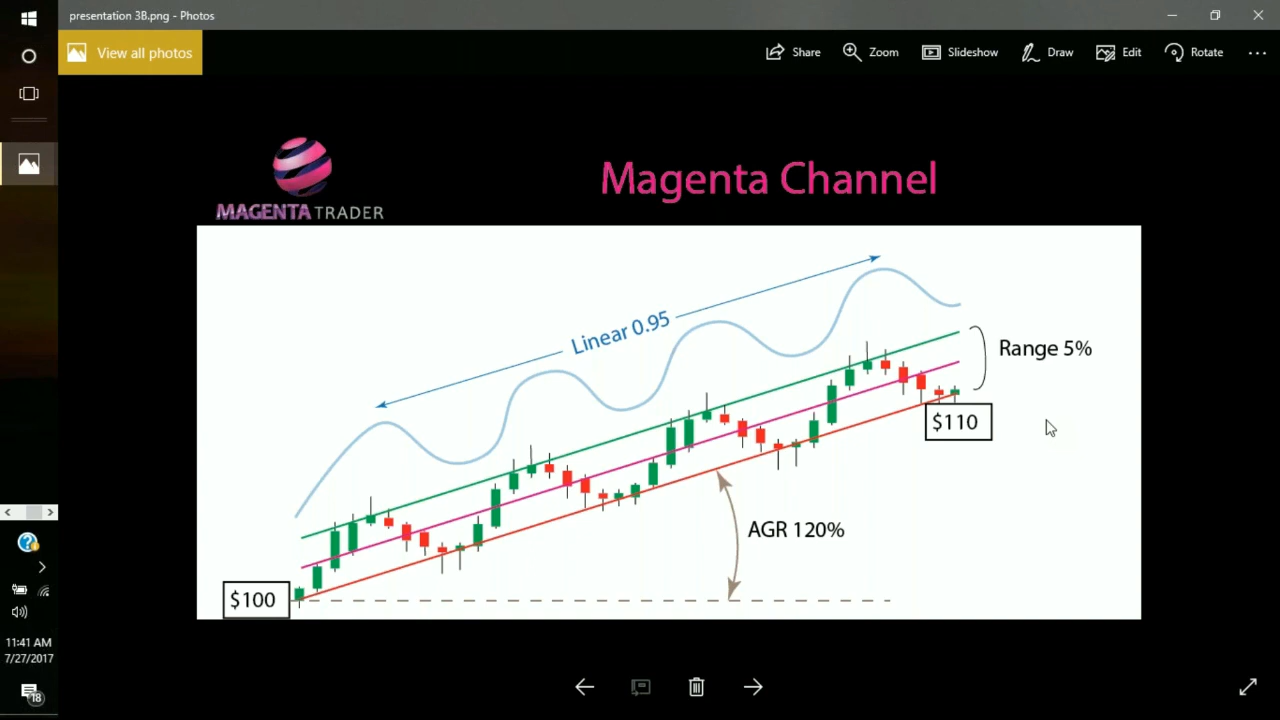 presentation 3B.png - Photos
View all photos
Share
Zoom
Slideshow
Draw
Edit
Rotate
MAGENTA TRADER
Magenta Channel
Linear 0.95
Range 5%
$110
AGR 120%
$100
11:41 AM
7/27/2017
18